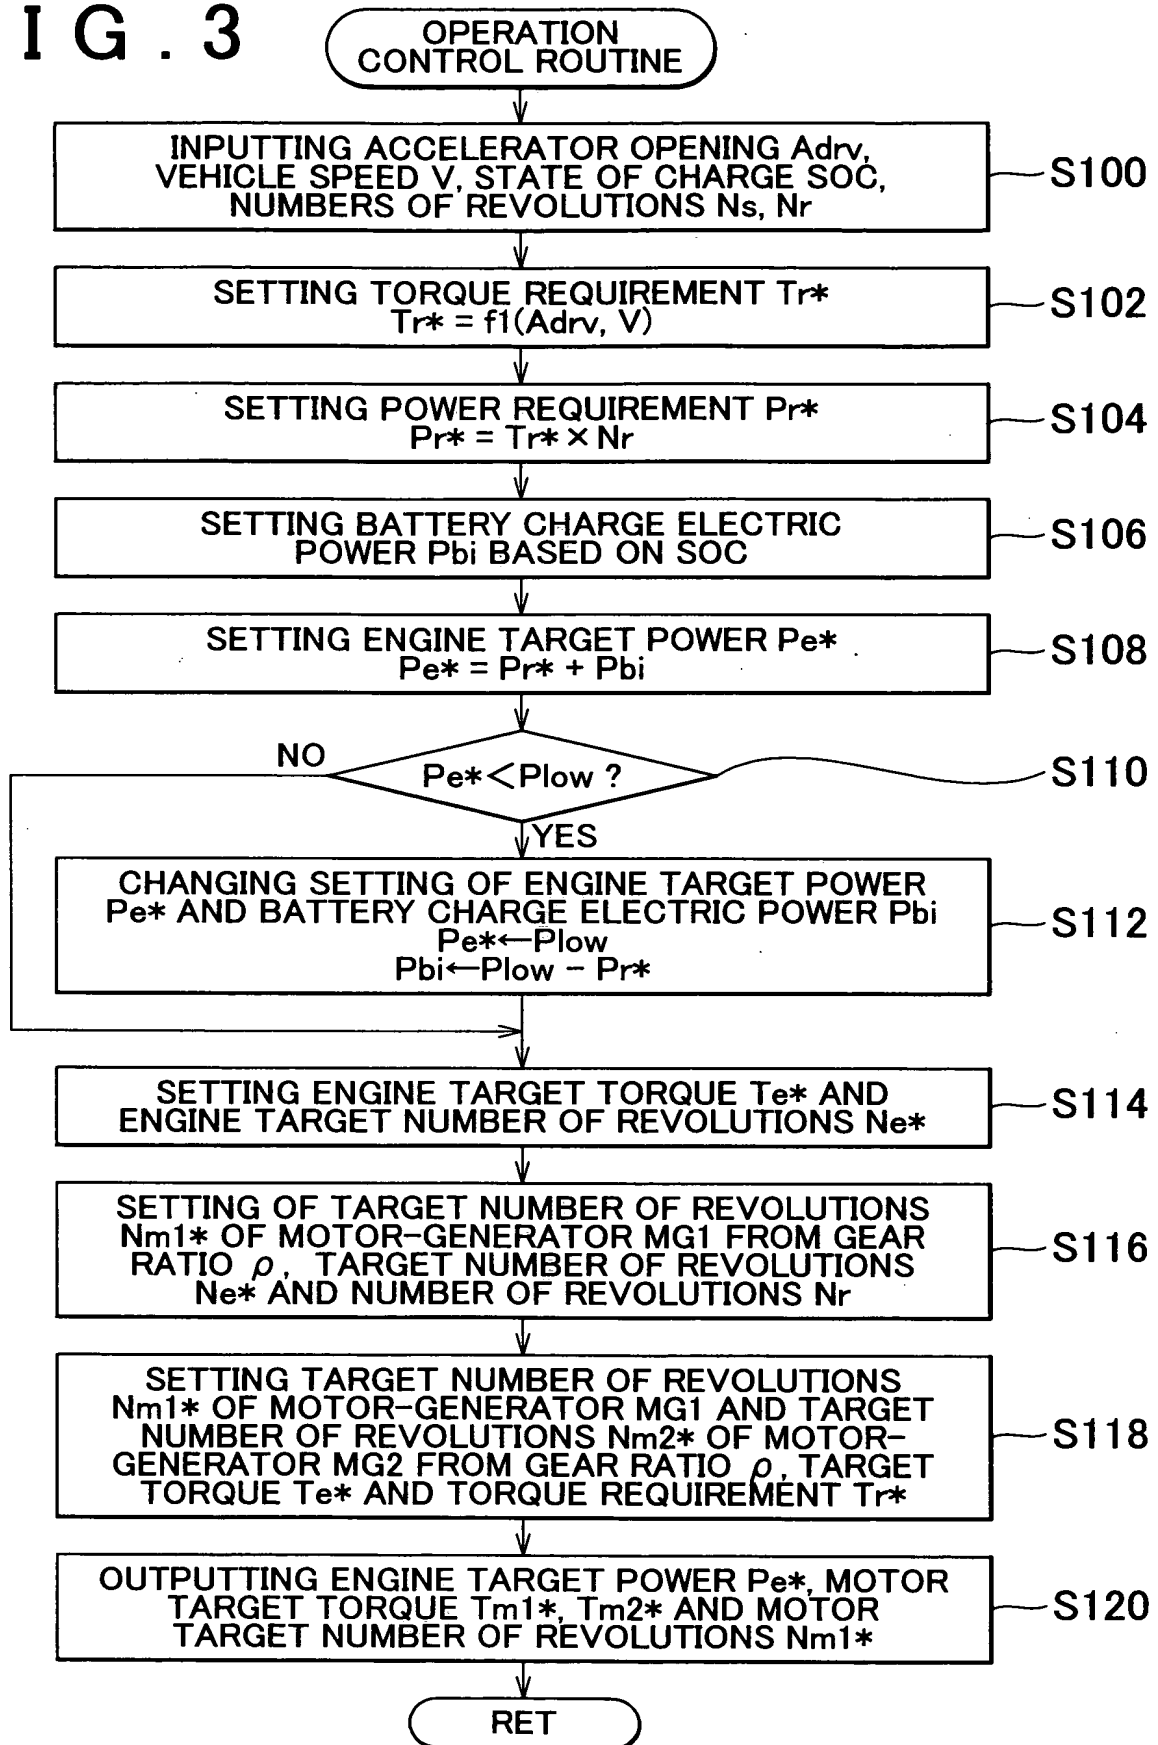 IG.3
OPERATION
CONTROL ROUTINE
INPUTTING ACCELERATOR OPENING Adrv,
VEHICLE SPEED V, STATE OF CHARGE SOC,
NUMBERS OF REVOLUTIONS Ns, Nr
S100
SETTING TORQUE REQUIREMENT Tr*
Tr* = f1(Adrv, V)
S102
SETTING POWER REQUIREMENT Pr*
Pr* = Tr* × Nr
S104
SETTING BATTERY CHARGE ELECTRIC
POWER Pbi BASED ON SOC
S106
SETTING ENGINE TARGET POWER Pe*
Pe* = Pr* + Pbi
S108
NO
Pe*<Plow ?
S110
YES
CHANGING SETTING OF ENGINE TARGET POWER
Pe* AND BATTERY CHARGE ELECTRIC POWER Pbi
Pe*←Plow
Pbi←Plow - Pr*
S112
SETTING ENGINE TARGET TORQUE Te* AND
ENGINE TARGET NUMBER OF REVOLUTIONS Ne*
S114
SETTING OF TARGET NUMBER OF REVOLUTIONS
Nm1* OF MOTOR-GENERATOR MG1 FROM GEAR
RATIO ρ, TARGET NUMBER OF REVOLUTIONS
Ne* AND NUMBER OF REVOLUTIONS Nr
S116
SETTING TARGET NUMBER OF REVOLUTIONS
Nm1* OF MOTOR-GENERATOR MG1 AND TARGET
NUMBER OF REVOLUTIONS Nm2* OF MOTOR-
GENERATOR MG2 FROM GEAR RATIO ρ, TARGET
TORQUE Te* AND TORQUE REQUIREMENT Tr*
S118
OUTPUTTING ENGINE TARGET POWER Pe*, MOTOR
TARGET TORQUE Tm1*, Tm2* AND MOTOR
TARGET NUMBER OF REVOLUTIONS Nm1*
S120
RET